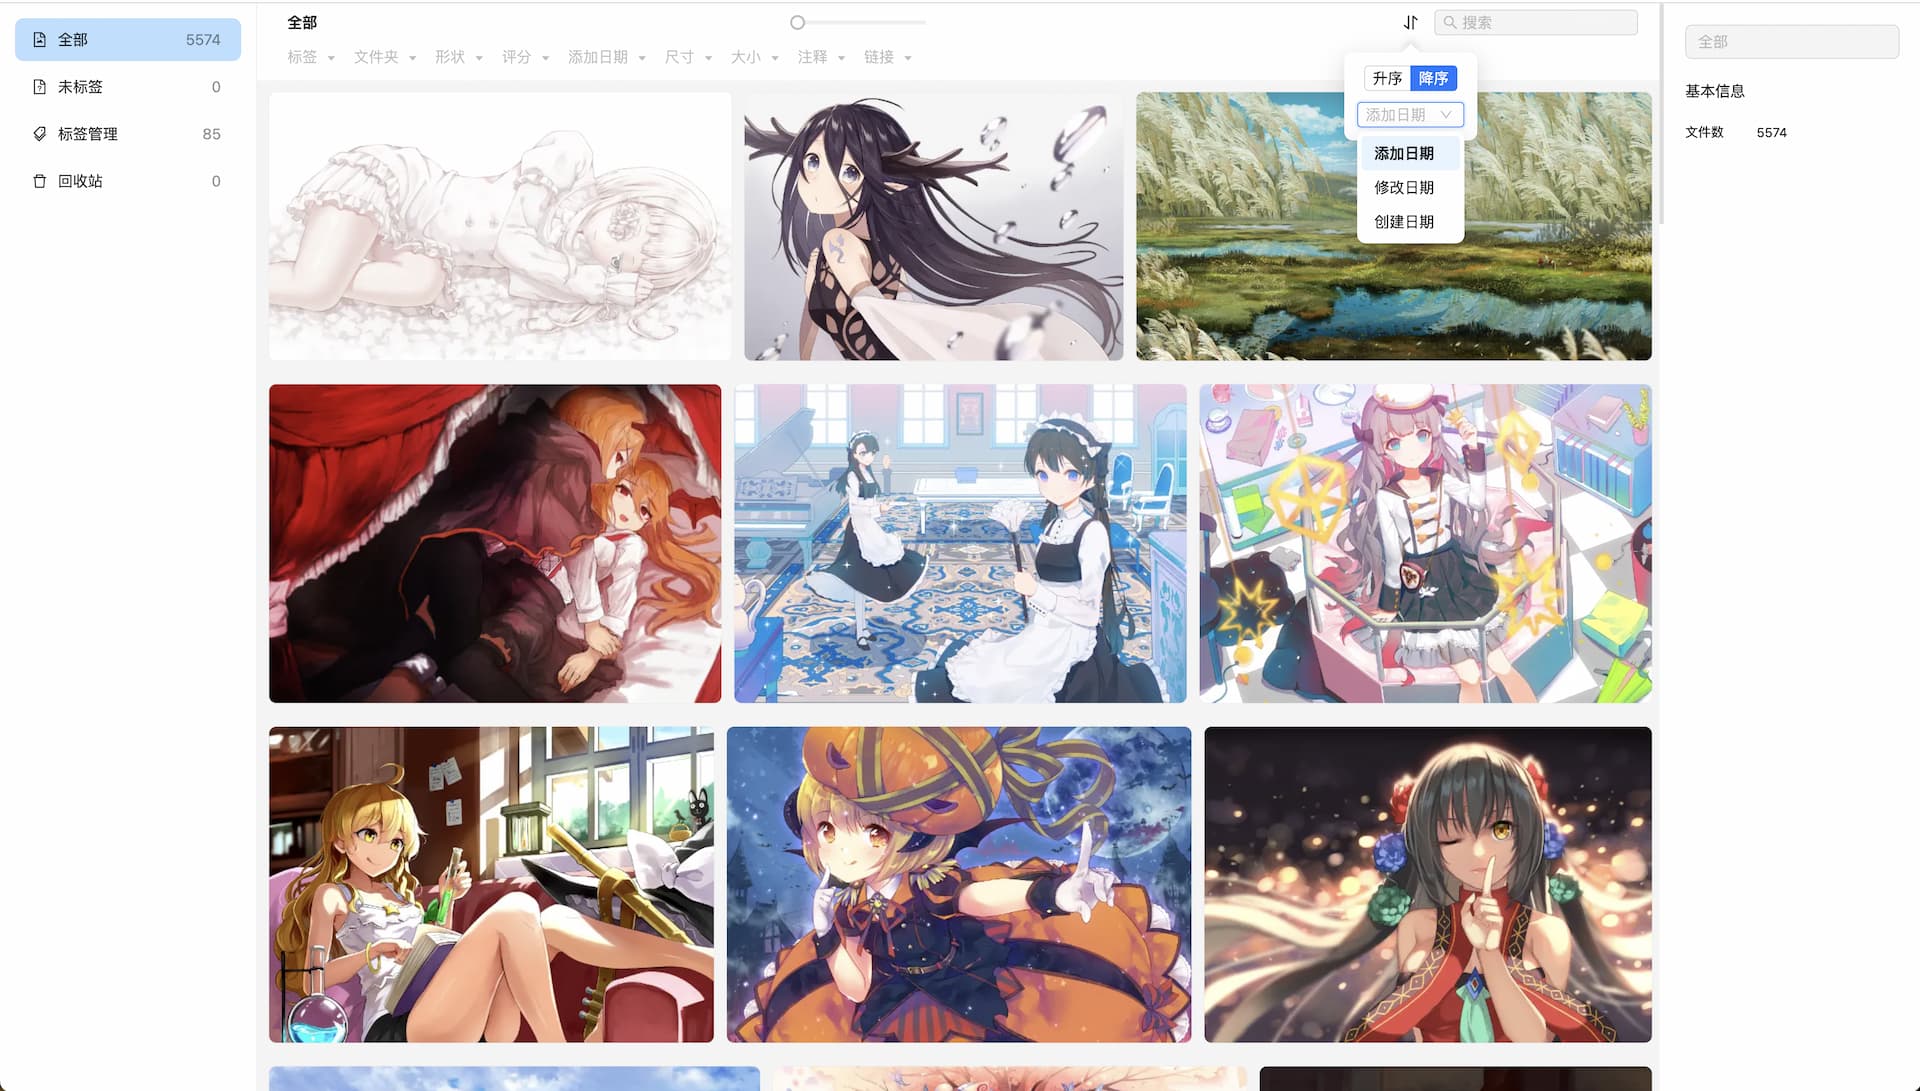 全部 5574
未标签 0
标签管理 85
回收站 0
全部
搜索
标签 文件夹 形状 评分 添加日期 尺寸 大小 注释 链接
升序 降序
添加日期
添加日期
修改日期
创建日期
全部
基本信息
文件数 5574